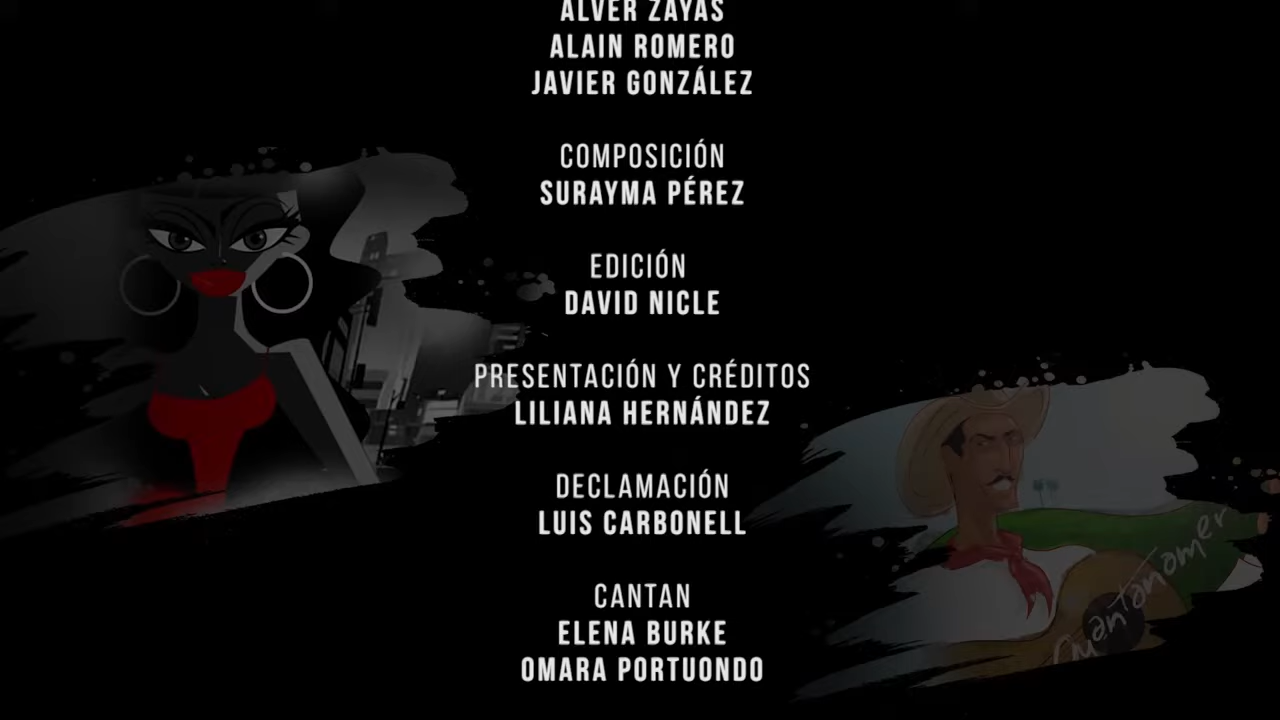 ALVER ZAYAS
ALAIN ROMERO
JAVIER GONZÁLEZ
COMPOSICIÓN
SURAYMA PÉREZ
EDICIÓN
DAVID NICLE
PRESENTACIÓN Y CRÉDITOS
LILIANA HERNÁNDEZ
DECLAMACIÓN
LUIS CARBONELL
CANTAN
ELENA BURKE
OMARA PORTUONDO
Guantanamer